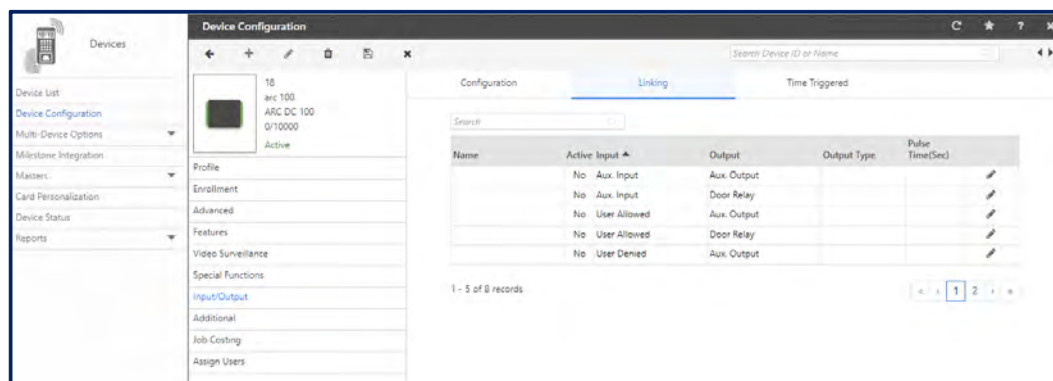 Devices
Device List
Device Configuration
Multi-Device Options
Milestone Integration
Masters
Card Personalization
Device Status
Reports
Device Configuration
?
Search Device ID or Name
18
arc 100
ARC DC 100
0/10000
Active
Profile
Enrollment
Advanced
Features
Video Surveillance
Special Functions
Input/Output
Additional
Job Costing
Assign Users
Configuration Linking Time Triggered
Search
Name Active Input Output Output Type Pulse Time(Sec)
No Aux. Input Aux. Output
No Aux. Input Door Relay
No User Allowed Aux. Output
No User Allowed Door Relay
No User Denied Aux. Output
1 - 5 of 8 records
« ‹ 1 2 › »